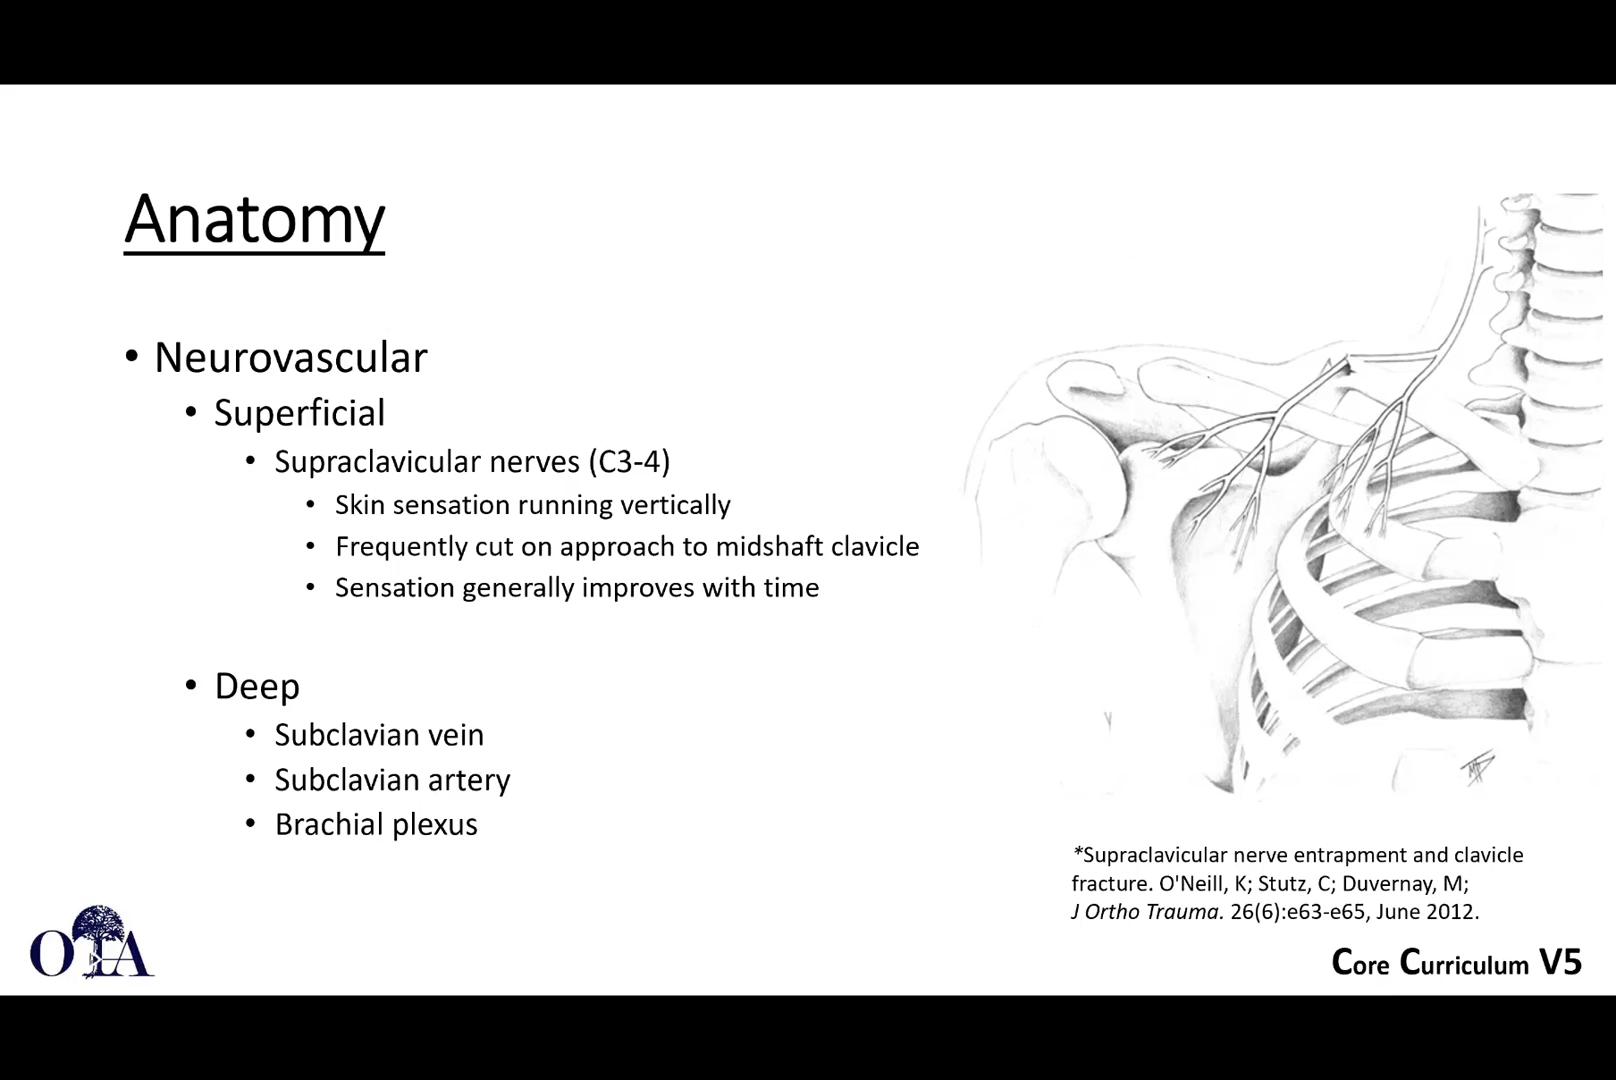 Anatomy
• Neurovascular
• Superficial
• Supraclavicular nerves (C3-4)
• Skin sensation running vertically
• Frequently cut on approach to midshaft clavicle
• Sensation generally improves with time
• Deep
• Subclavian vein
• Subclavian artery
• Brachial plexus
*Supraclavicular nerve entrapment and clavicle
fracture. O'Neill, K; Stutz, C; Duvernay, M;
J Ortho Trauma. 26(6):e63-e65, June 2012.
OTA
Core Curriculum V5